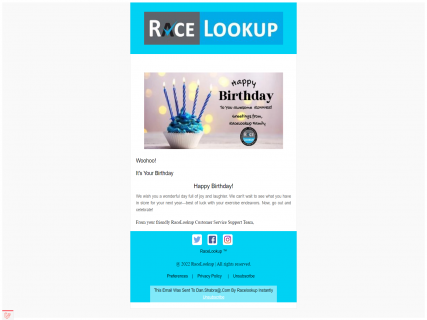 RACE LOOKUP
Happy
Birthday
To You Awesome
Greetings from,
RaceLookup Family
Woohoo!
It's Your Birthday
Happy Birthday!
We wish you a wonderful day full of joy and laughter. We can't wait to see what you have
in store for your next year—best of luck with your exercise endeavors. Now, go out and
celebrate!
From your friendly RaceLookup Customer Service Support Team.
RaceLookup ™
© 2022 RaceLookup | All rights reserved.
Preferences | Privacy Policy | Unsubscribe
This Email Was Sent To @.Com By Racelookup Instantly
Unsubscribe